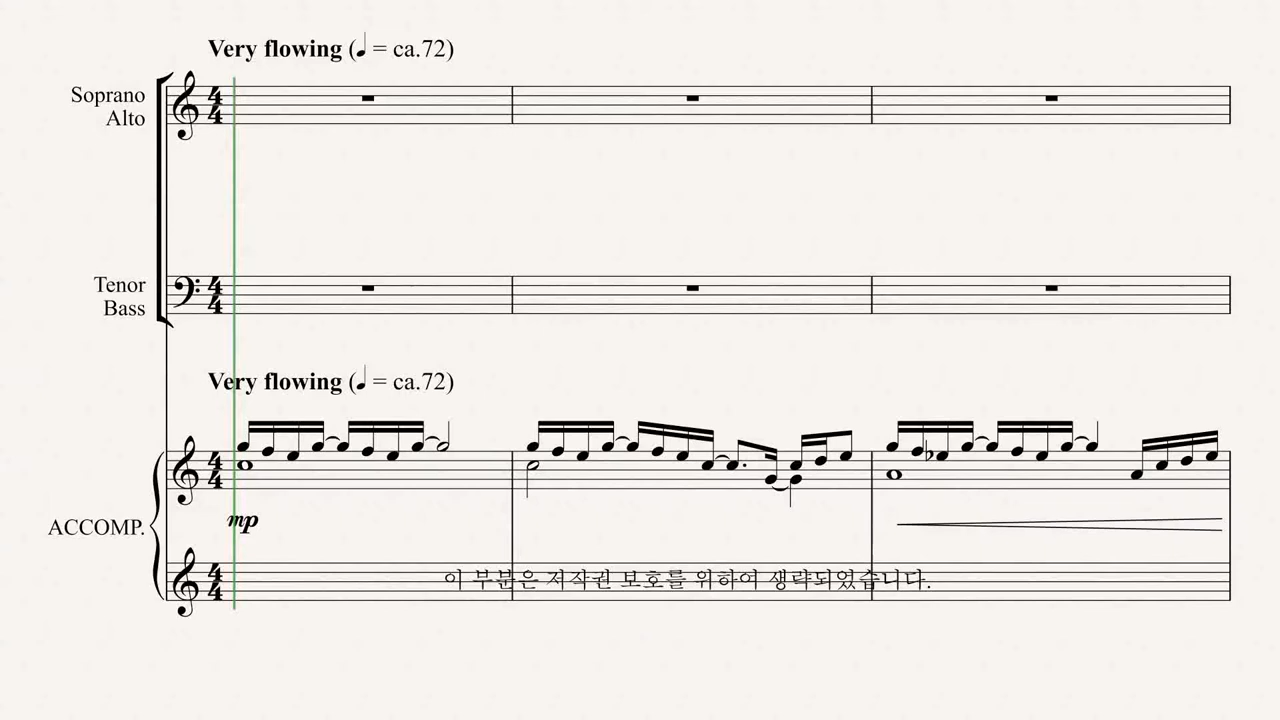 Very flowing (♩ = ca.72)
Soprano
Alto
Tenor
Bass
Very flowing (♩ = ca.72)
mp
ACCOMP.
이 부분은 저작권 보호를 위하여 생략되었습니다.